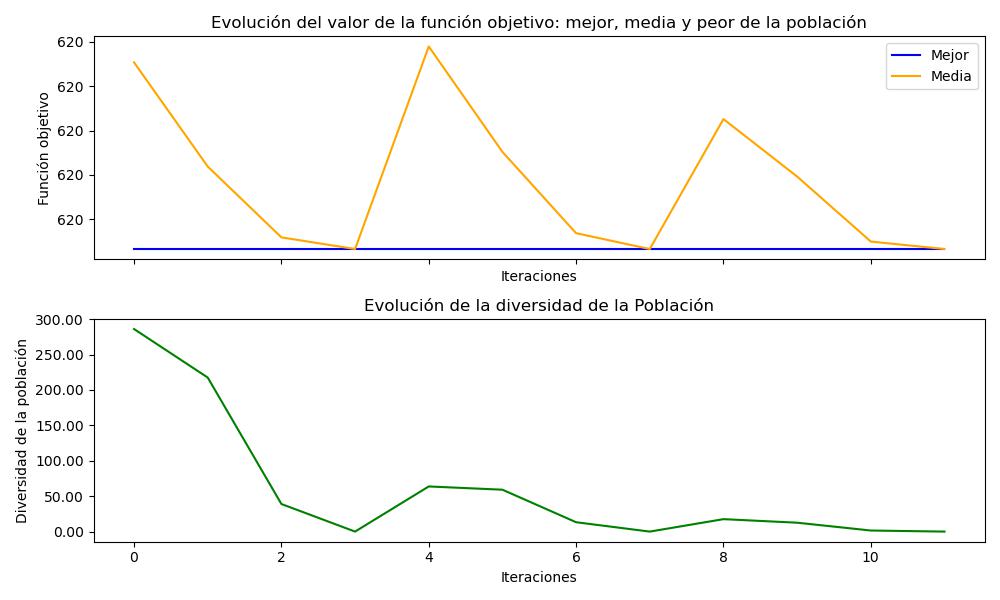 Evolución del valor de la función objetivo: mejor, media y peor de la población
620
620
620
620
620
Función objetivo
Mejor
Media
Iteraciones
Evolución de la diversidad de la Población
300.00
250.00
200.00
150.00
100.00
50.00
0.00
Diversidad de la población
0 2 4 6 8 10
Iteraciones